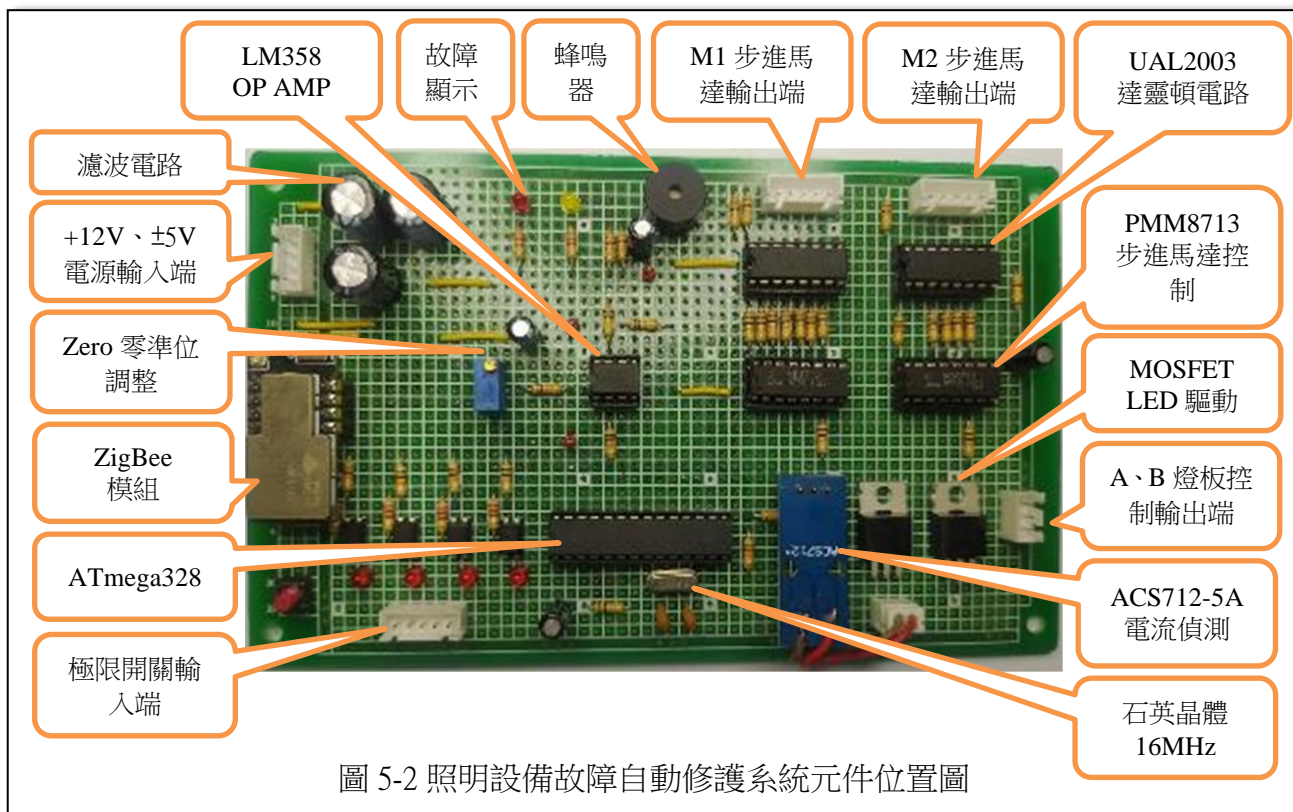 LM358
OP AMP
故障
顯示
蜂鳴
器
M1 步進馬
達輸出端
M2 步進馬
達輸出端
UAL2003
達靈頓電路
濾波電路
+12V、±5V
電源輸入端
Zero 零準位
調整
ZigBee
模組
ATmega328
極限開關輸
入端
PMM8713
步進馬達控
制
MOSFET
LED 驅動
A、B 燈板控
制輸出端
ACS712-5A
電流偵測
石英晶體
16MHz
ACS712
圖 5-2 照明設備故障自動修護系統元件位置圖